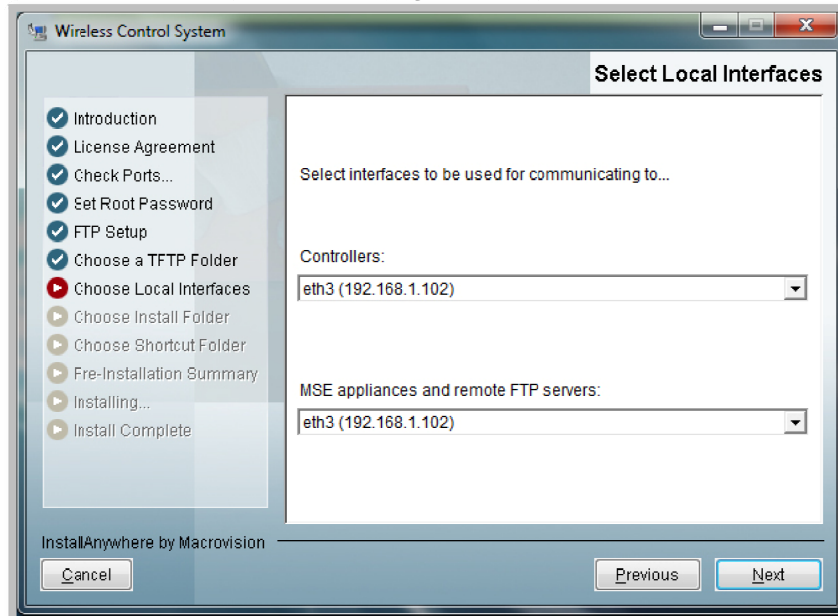 Wireless Control System
Select Local Interfaces
Introduction
License Agreement
Check Ports...
Set Root Password
FTP Setup
Choose a TFTP Folder
Choose Local Interfaces
Choose Install Folder
Choose Shortcut Folder
Pre-Installation Summary
Installing...
Install Complete
Select interfaces to be used for communicating to...
Controllers:
eth3 (192.168.1.102)
MSE appliances and remote FTP servers:
eth3 (192.168.1.102)
InstallAnywhere by Macrovision
Cancel
Previous
Next